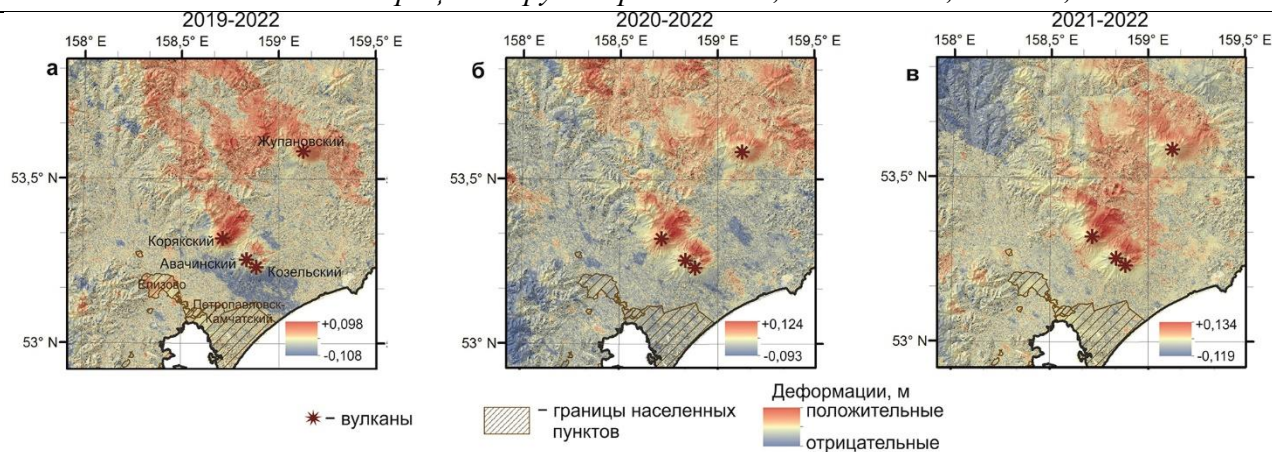 2019-2022
2020-2022
2021-2022
158° E 158,5° E 159° E 159,5° E
158° E 158,5° E 159° E 159,5° E
158° E 158,5° E 159° E 159,5° E
а
б
в
Жупановский
53,5° N
53,5° N
53,5° N
Корякский
Авачинский
Козельский
Елизово
Петропавловск-
Камчатский
+0,098
-0,108
+0,124
-0,093
+0,134
-0,119
53° N
53° N
53° N
– вулканы
– границы населенных
пунктов
Деформации, м
положительные
отрицательные